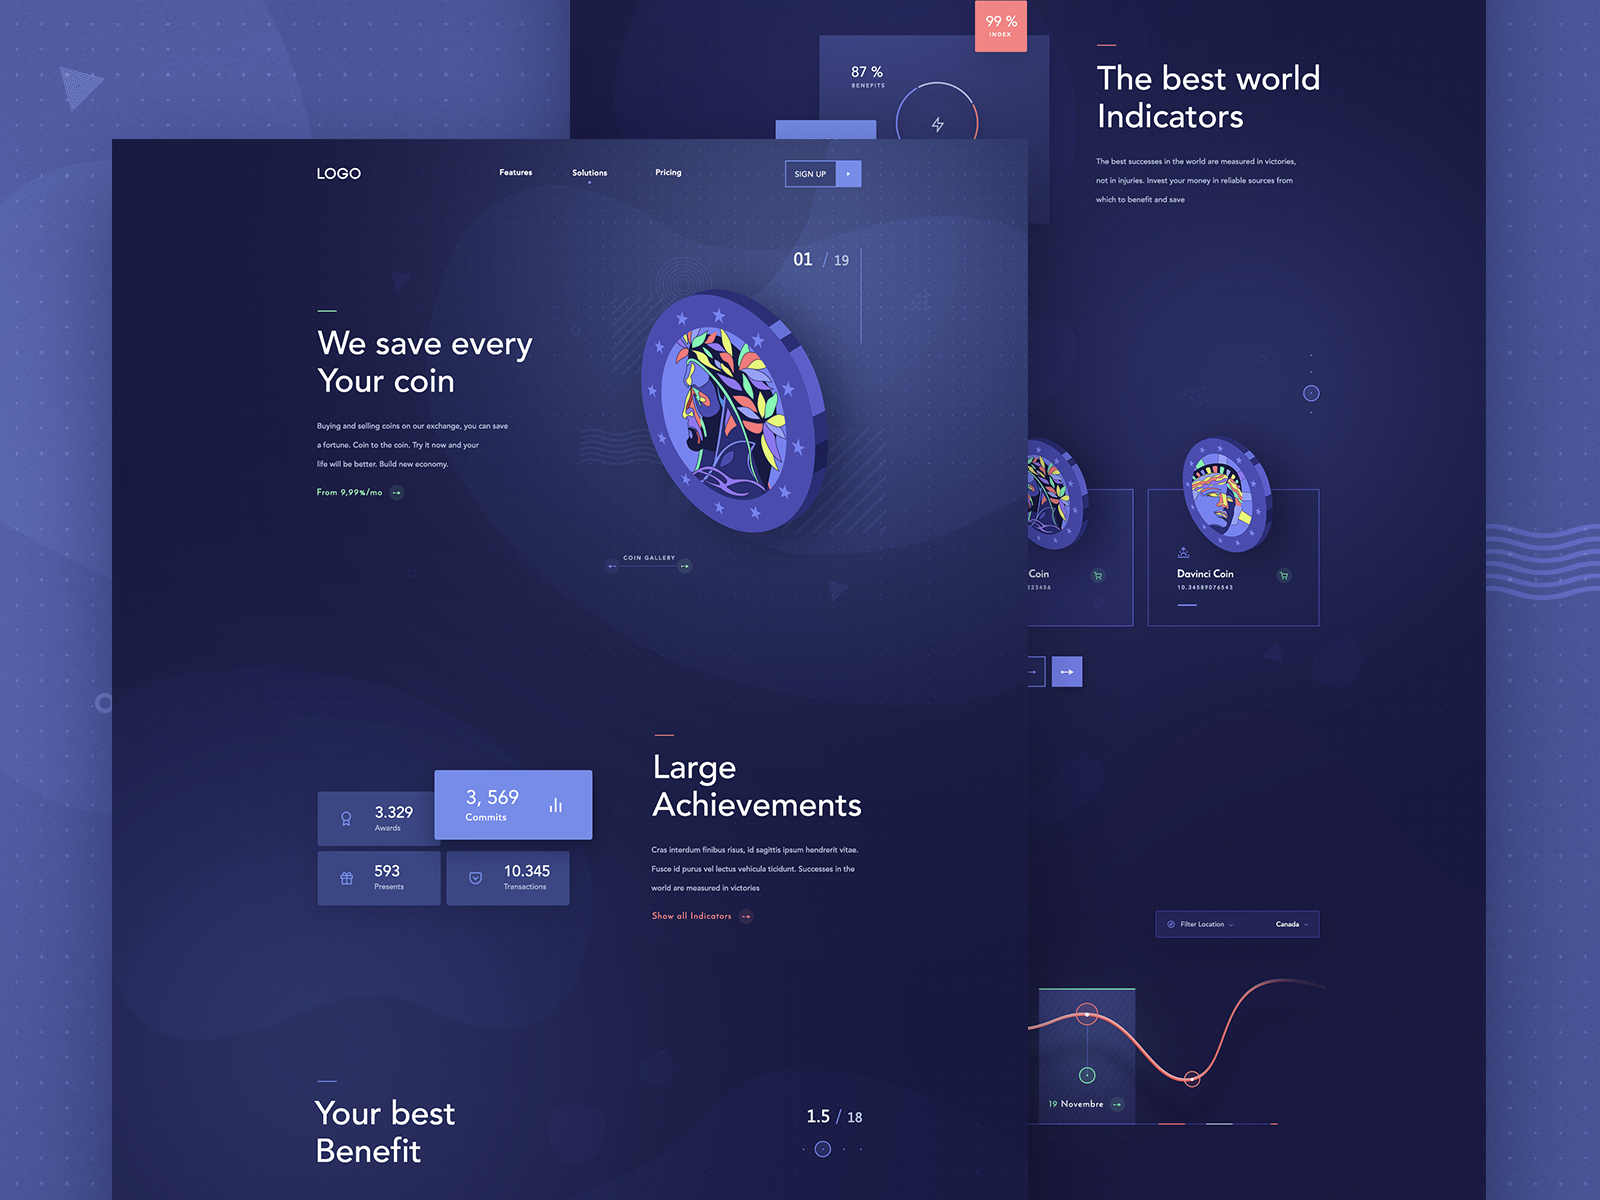 99 %
INDEX
87 %
BENEFITS
The best world
Indicators
The best successes in the world are measured in victories,
not in injuries. Invest your money in reliable sources from
which to benefit and save
LOGO
Features
Solutions
Pricing
SIGN UP
01 / 19
We save every
Your coin
Buying and selling coins on our exchange, you can save
a fortune. Coin to the coin. Try it now and your
life will be better. Build new economy.
From 9,99%/mo
COIN GALLERY
Coin
223456
Davinci Coin
10.34589076543
3.329
Awards
3, 569
Commits
593
Presents
10.345
Transactions
Large
Achievements
Cras interdum finibus risus, id sagittis ipsum hendrerit vitae.
Fusce id purus vel lectus vehicula ticidunt. Successes in the
world are measured in victories
Show all Indicators
Filter Location
Canada
19 Novembre
Your best
Benefit
1.5 / 18